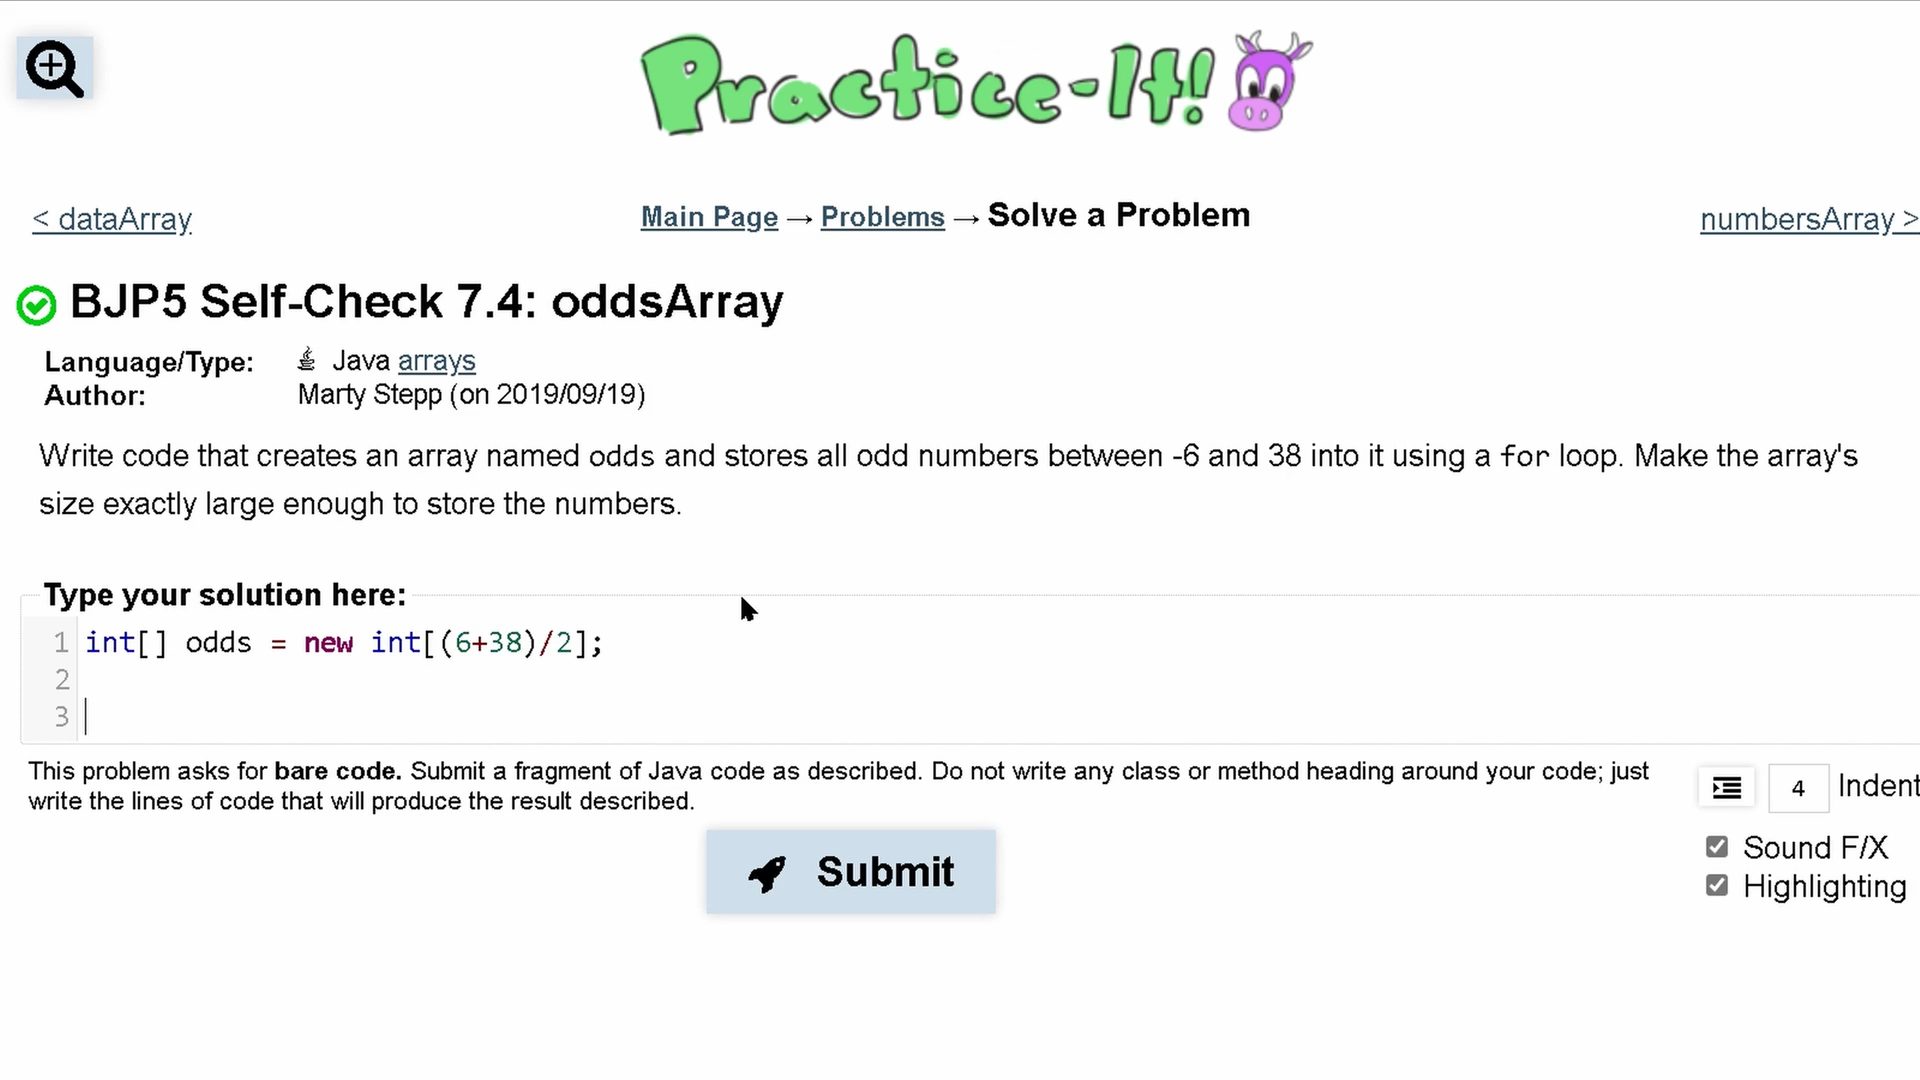 Practice-It!
< dataArray
Main Page → Problems → Solve a Problem
numbersArray >
BJP5 Self-Check 7.4: oddsArray
Language/Type: Java arrays
Author: Marty Stepp (on 2019/09/19)
Write code that creates an array named odds and stores all odd numbers between -6 and 38 into it using a for loop. Make the array's
size exactly large enough to store the numbers.
Type your solution here:
1 int[] odds = new int[(6+38)/2];
2
3
This problem asks for bare code. Submit a fragment of Java code as described. Do not write any class or method heading around your code; just
write the lines of code that will produce the result described.
4 Indent
Sound F/X
Highlighting
Submit